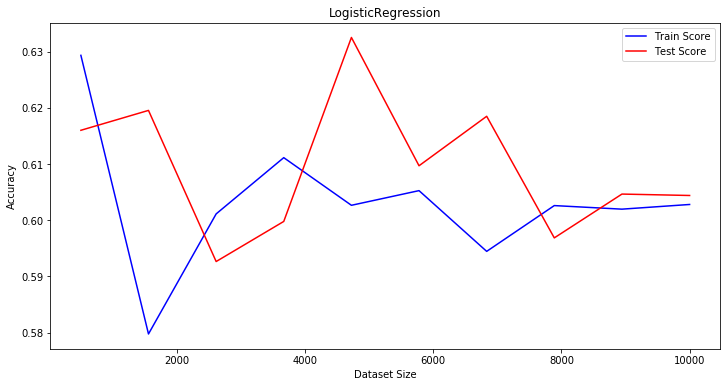 LogisticRegression
Train Score
Test Score
Accuracy
0.63
0.62
0.61
0.60
0.59
0.58
2000
4000
6000
8000
10000
Dataset Size